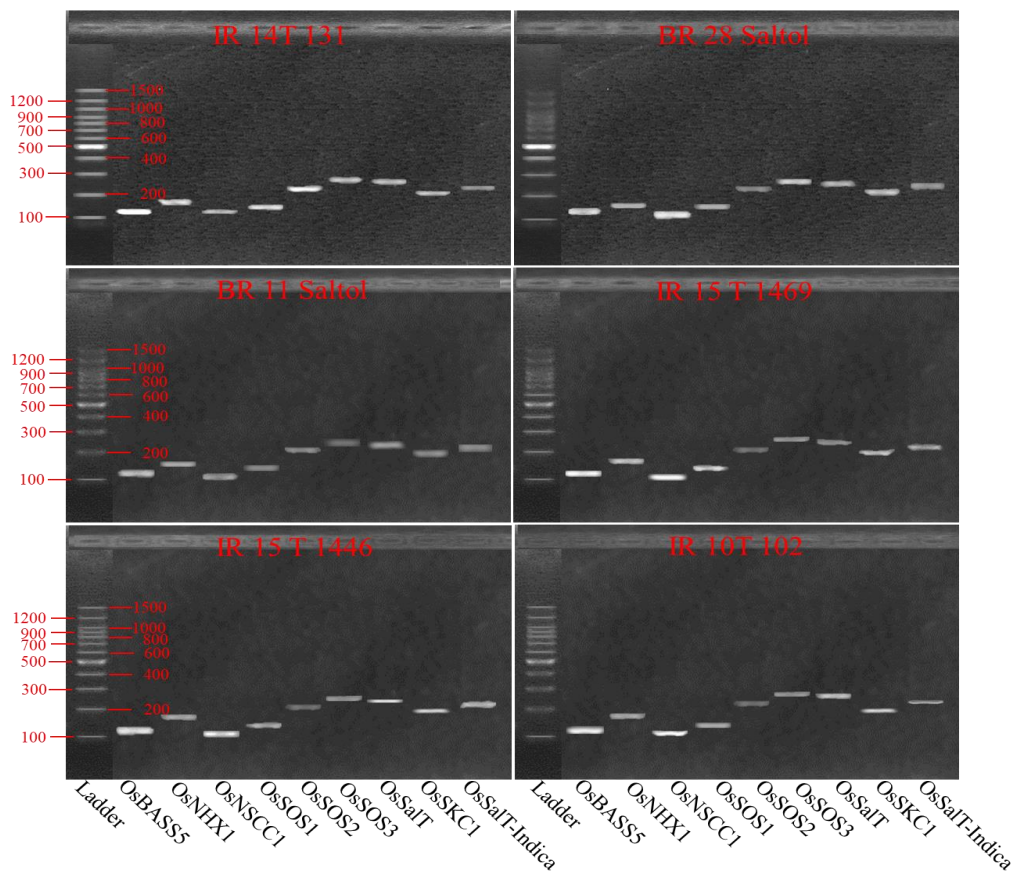 IR 14T 131
BR 28 Saltol
1500
1200
1000
900
800
700
600
500
400
300
200
100
BR 11 Saltol
IR 15 T 1469
1500
1200
1000
900
800
700
600
500
400
300
200
100
IR 15 T 1446
IR 10T 102
1500
1200
1000
900
800
700
600
500
400
300
200
100
Ladder
OsBASS5
OsNHX1
OsNSCC1
OsSOS1
OsSOS2
OsSOS3
OsSalT
OsSKC1
OsSalT-Indica
Ladder
OsBASS5
OsNHX1
OsNSCC1
OsSOS1
OsSOS2
OsSOS3
OsSalT
OsSKC1
OsSalT-Indica